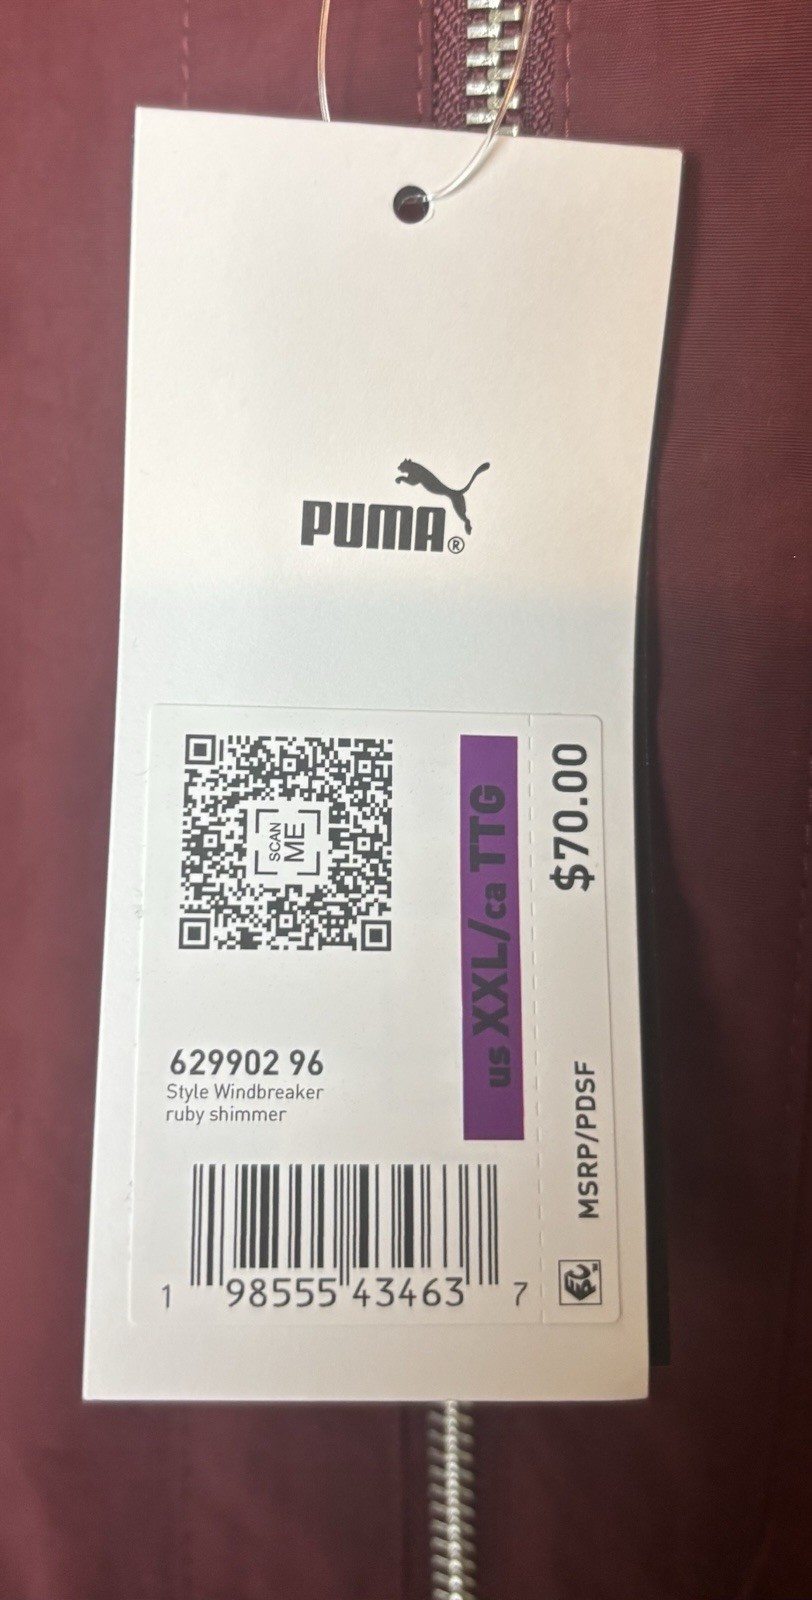 PUMA®
SCAN
ME
us XXL/ca TTG
$70.00
MSRP/PDSF
629902 96
Style Windbreaker
ruby shimmer
1 98555 43463 7